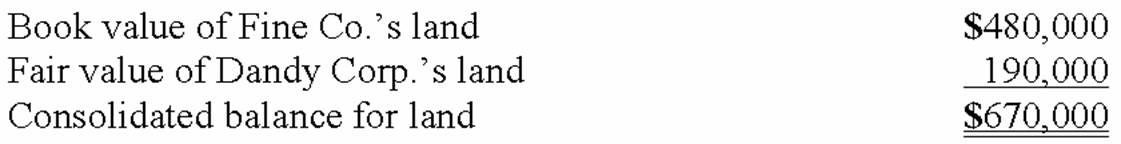 Book value of Fine Co.'s land $480,000
Fair value of Dandy Corp.'s land 190,000
Consolidated balance for land $670,000